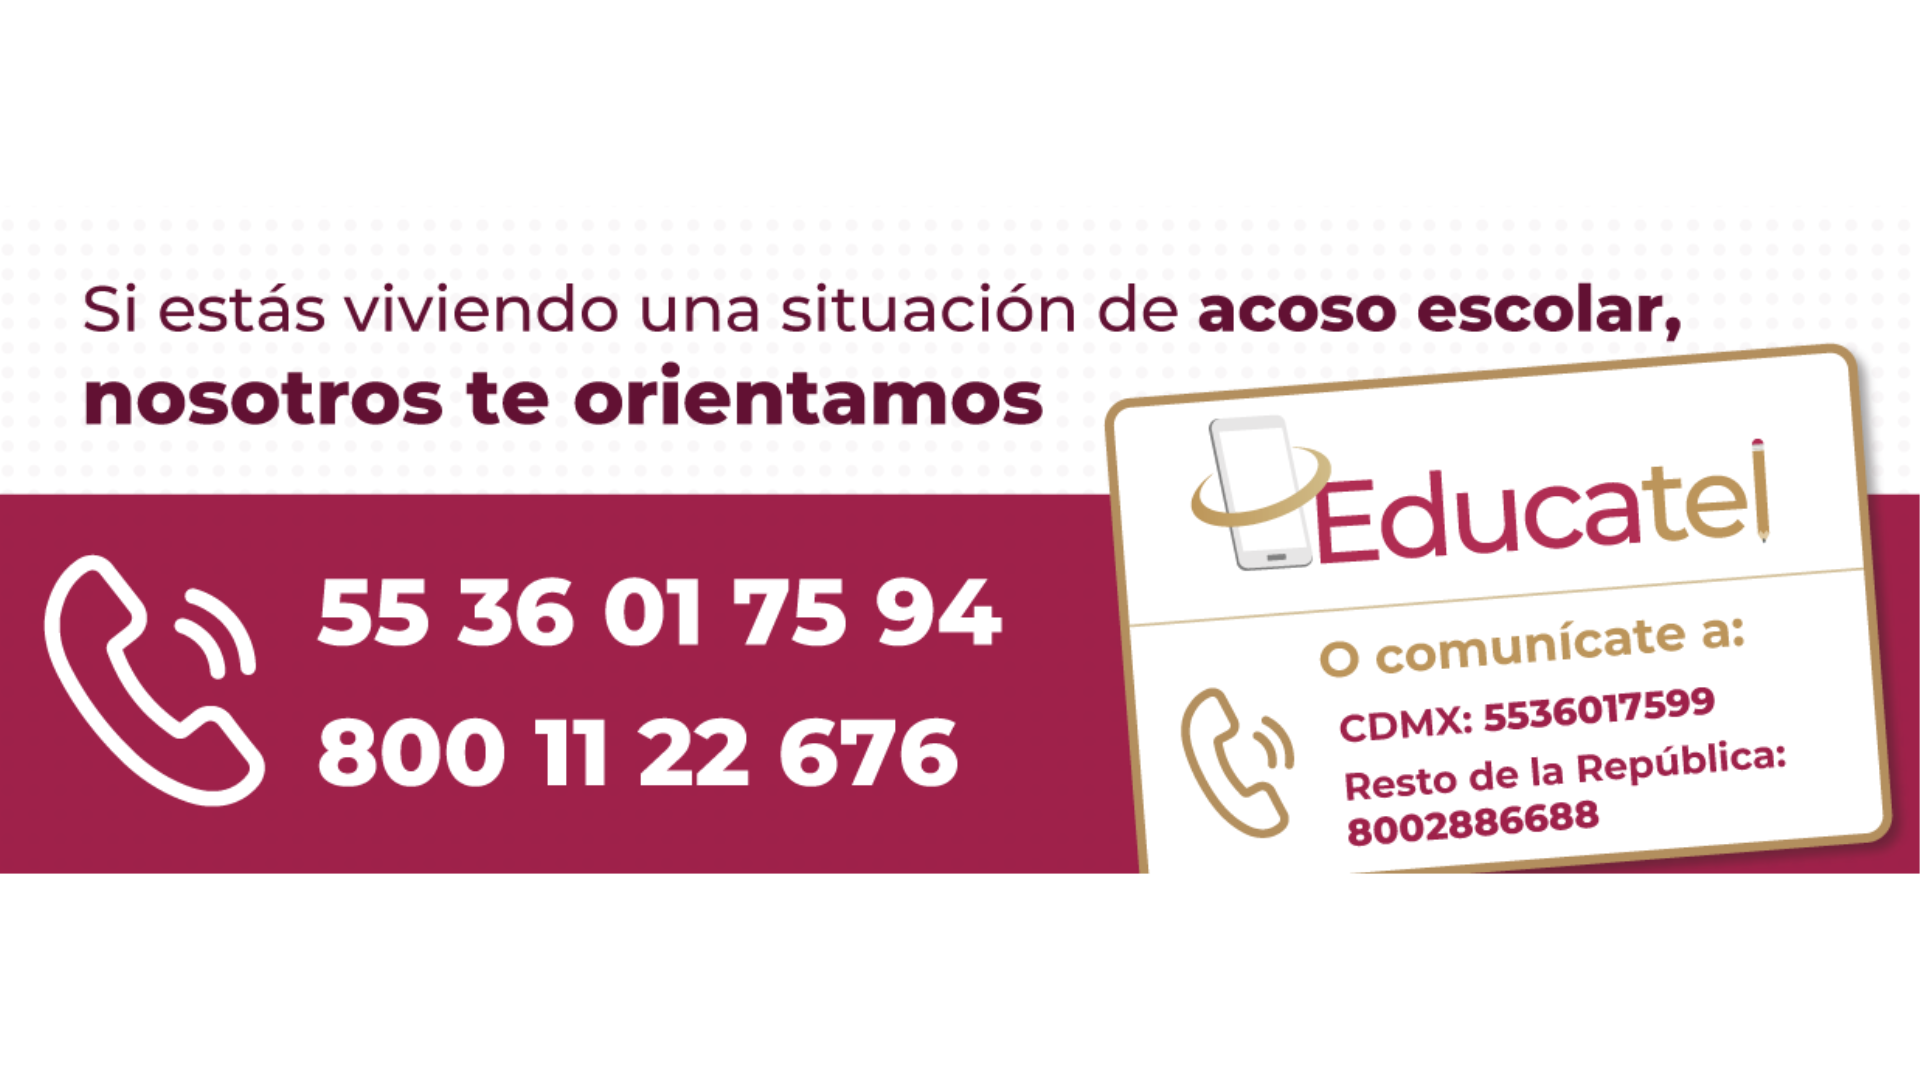 Si estás viviendo una situación de acoso escolar,
nosotros te orientamos
55 36 01 75 94
800 11 22 676
Educatel
O comunícate a:
CDMX: 5536017599
Resto de la República:
8002886688